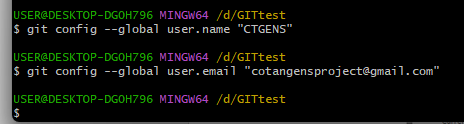 USER@DESKTOP-DGOH796 MINGW64 /d/GITtest
$ git config --global user.name "CTGENS"
USER@DESKTOP-DGOH796 MINGW64 /d/GITtest
$ git config --global user.email "cotangensproject@gmail.com"
USER@DESKTOP-DGOH796 MINGW64 /d/GITtest
$